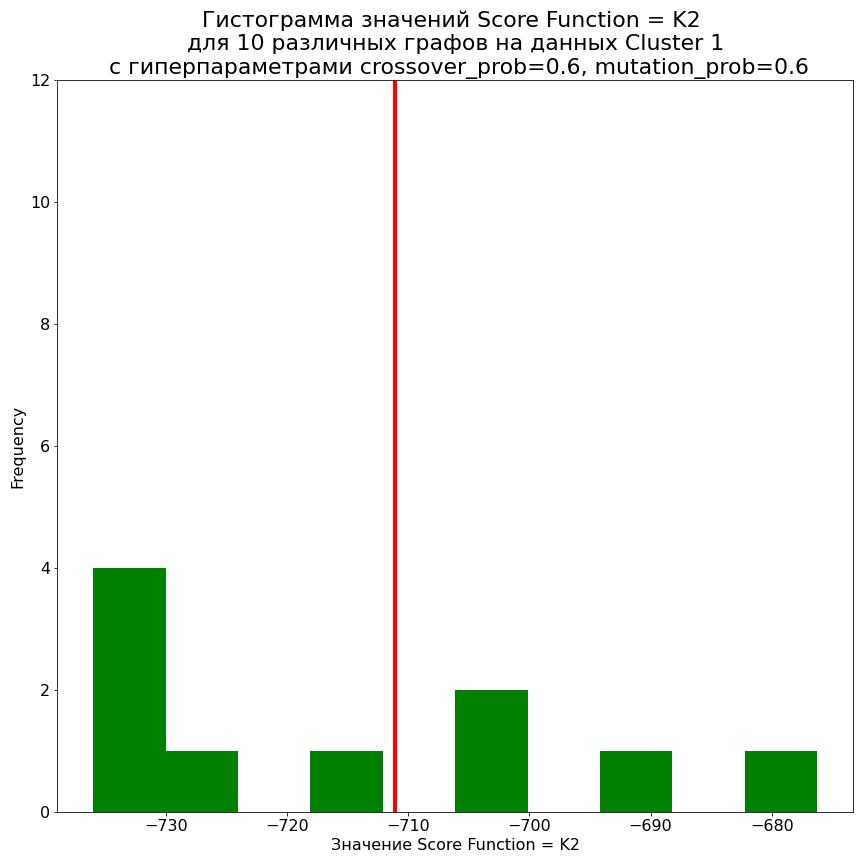 Гистограмма значений Score Function = K2
для 10 различных графов на данных Cluster 1
с гиперпараметрами crossover_prob=0.6, mutation_prob=0.6
12
10
8
6
4
2
0
Frequency
−730 −720 −710 −700 −690 −680
Значение Score Function = K2